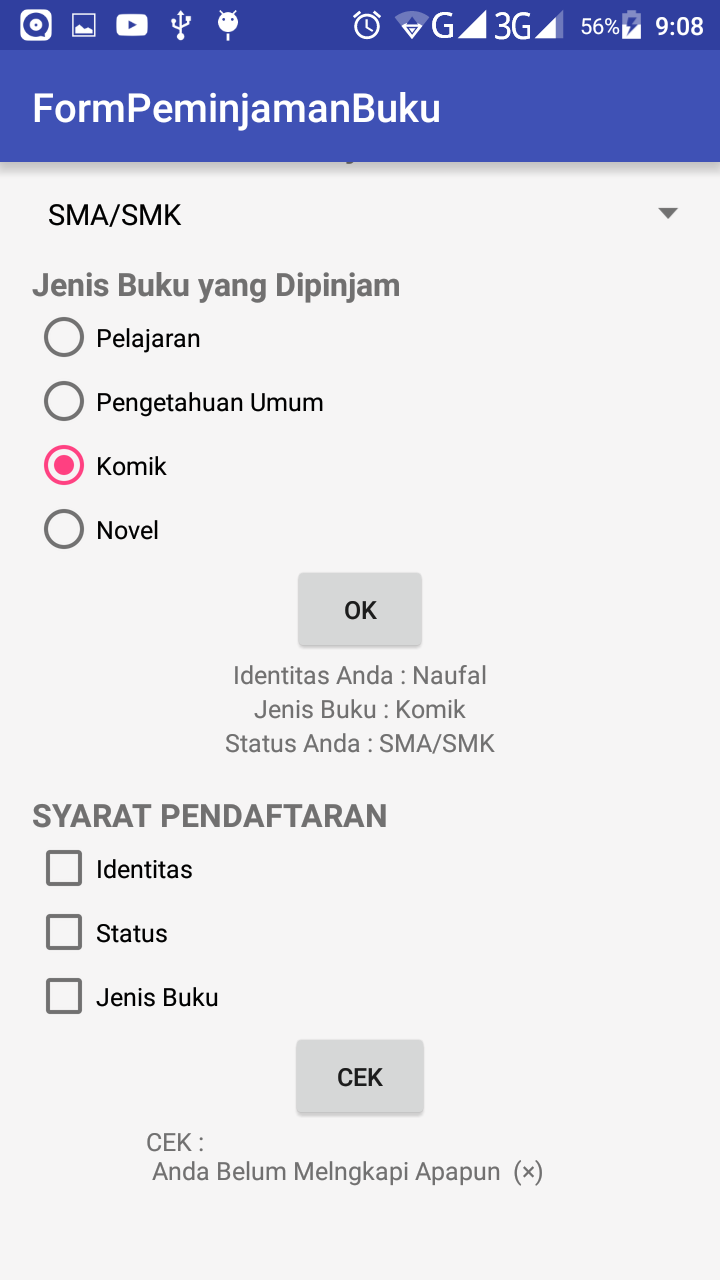 G 3G 56% 9:08
FormPeminjamanBuku
SMA/SMK
Jenis Buku yang Dipinjam
Pelajaran
Pengetahuan Umum
Komik
Novel
OK
Identitas Anda : Naufal
Jenis Buku : Komik
Status Anda : SMA/SMK
SYARAT PENDAFTARAN
Identitas
Status
Jenis Buku
CEK
CEK :
Anda Belum Melngkapi Apapun (×)